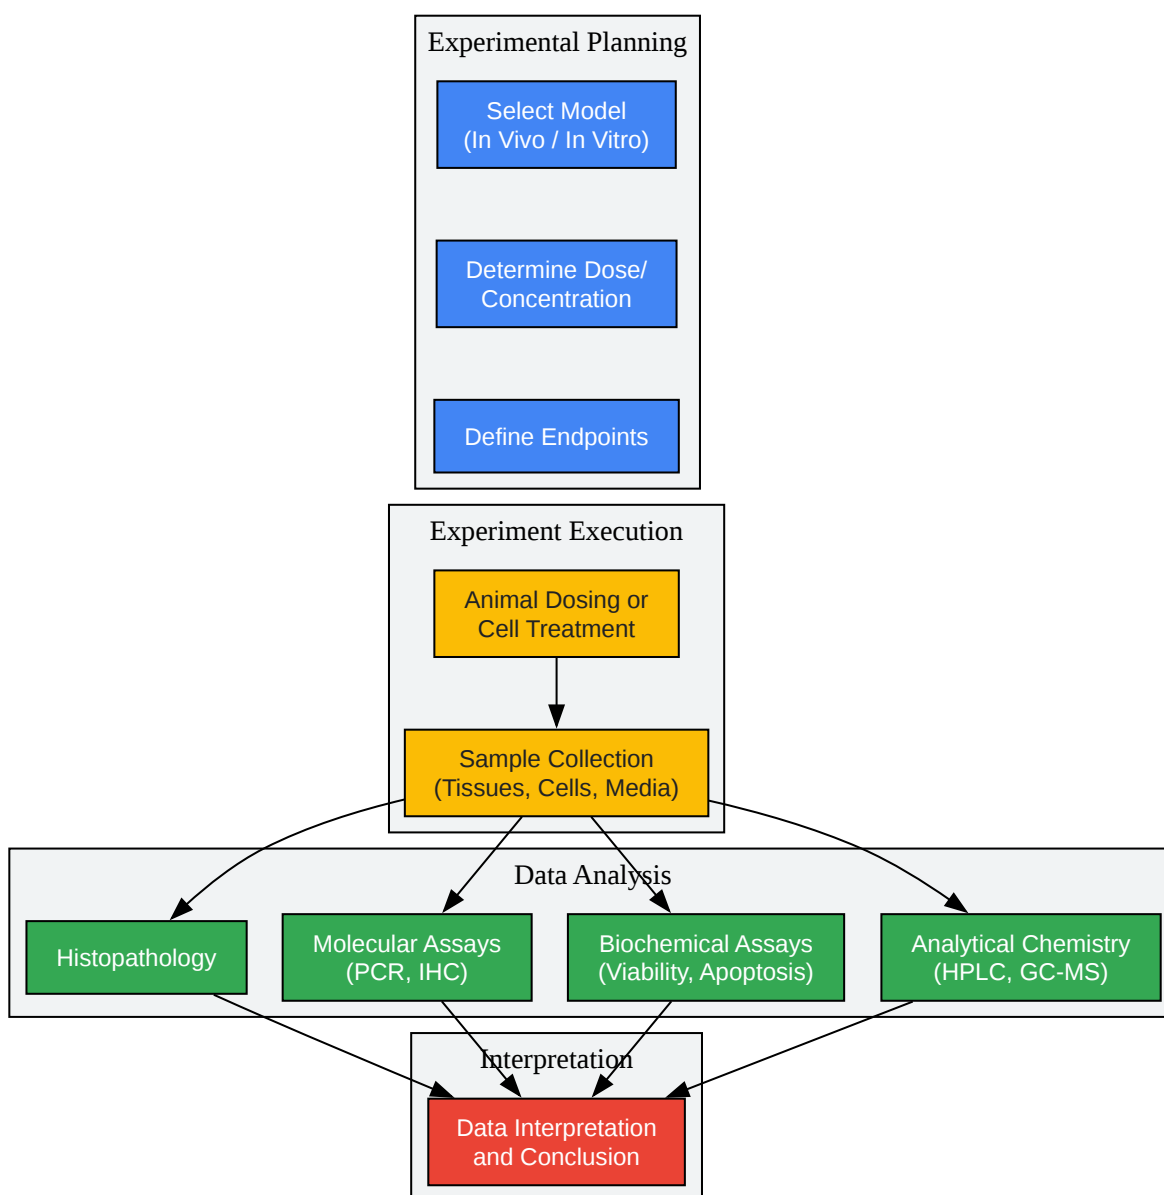 Experimental Planning
Select Model
(In Vivo / In Vitro)
Determine Dose/
Concentration
Define Endpoints
Experiment Execution
Animal Dosing or
Cell Treatment
Sample Collection
(Tissues, Cells, Media)
Data Analysis
Histopathology
Molecular Assays
(PCR, IHC)
Biochemical Assays
(Viability, Apoptosis)
Analytical Chemistry
(HPLC, GC-MS)
Interpretation
Data Interpretation
and Conclusion